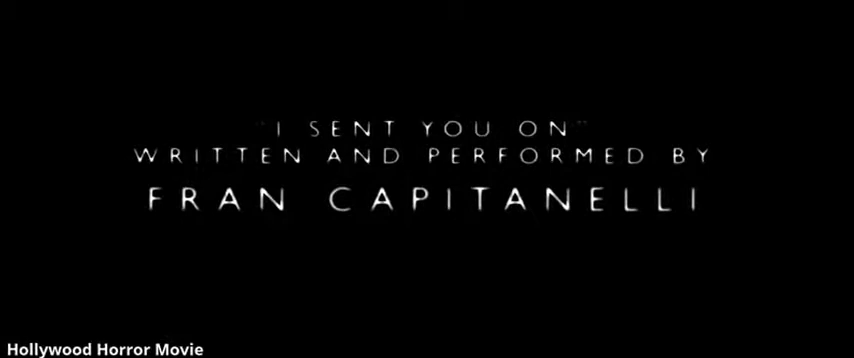 "I SENT YOU ON"
WRITTEN AND PERFORMED BY
FRAN CAPITANELLI
Hollywood Horror Movie